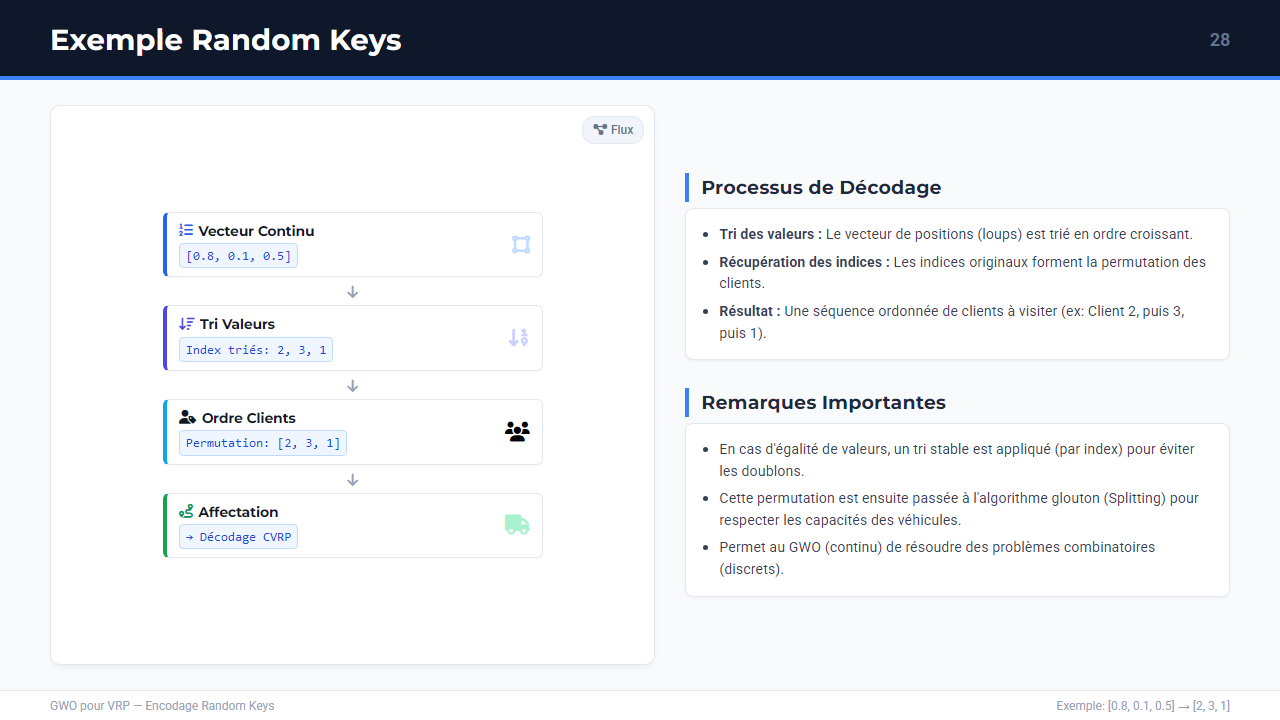 Exemple Random Keys
28
Flux
Vecteur Continu
[0.8, 0.1, 0.5]
Tri Valeurs
Index triés: 2, 3, 1
Ordre Clients
Permutation: [2, 3, 1]
Affectation
→ Décodage CVRP
Processus de Décodage
• Tri des valeurs : Le vecteur de positions (loups) est trié en ordre croissant.
• Récupération des indices : Les indices originaux forment la permutation des
clients.
• Résultat : Une séquence ordonnée de clients à visiter (ex: Client 2, puis 3,
puis 1).
Remarques Importantes
• En cas d'égalité de valeurs, un tri stable est appliqué (par index) pour éviter
les doublons.
• Cette permutation est ensuite passée à l'algorithme glouton (Splitting) pour
respecter les capacités des véhicules.
• Permet au GWO (continu) de résoudre des problèmes combinatoires
(discrets).
GWO pour VRP — Encodage Random Keys
Exemple: [0.8, 0.1, 0.5] → [2, 3, 1]